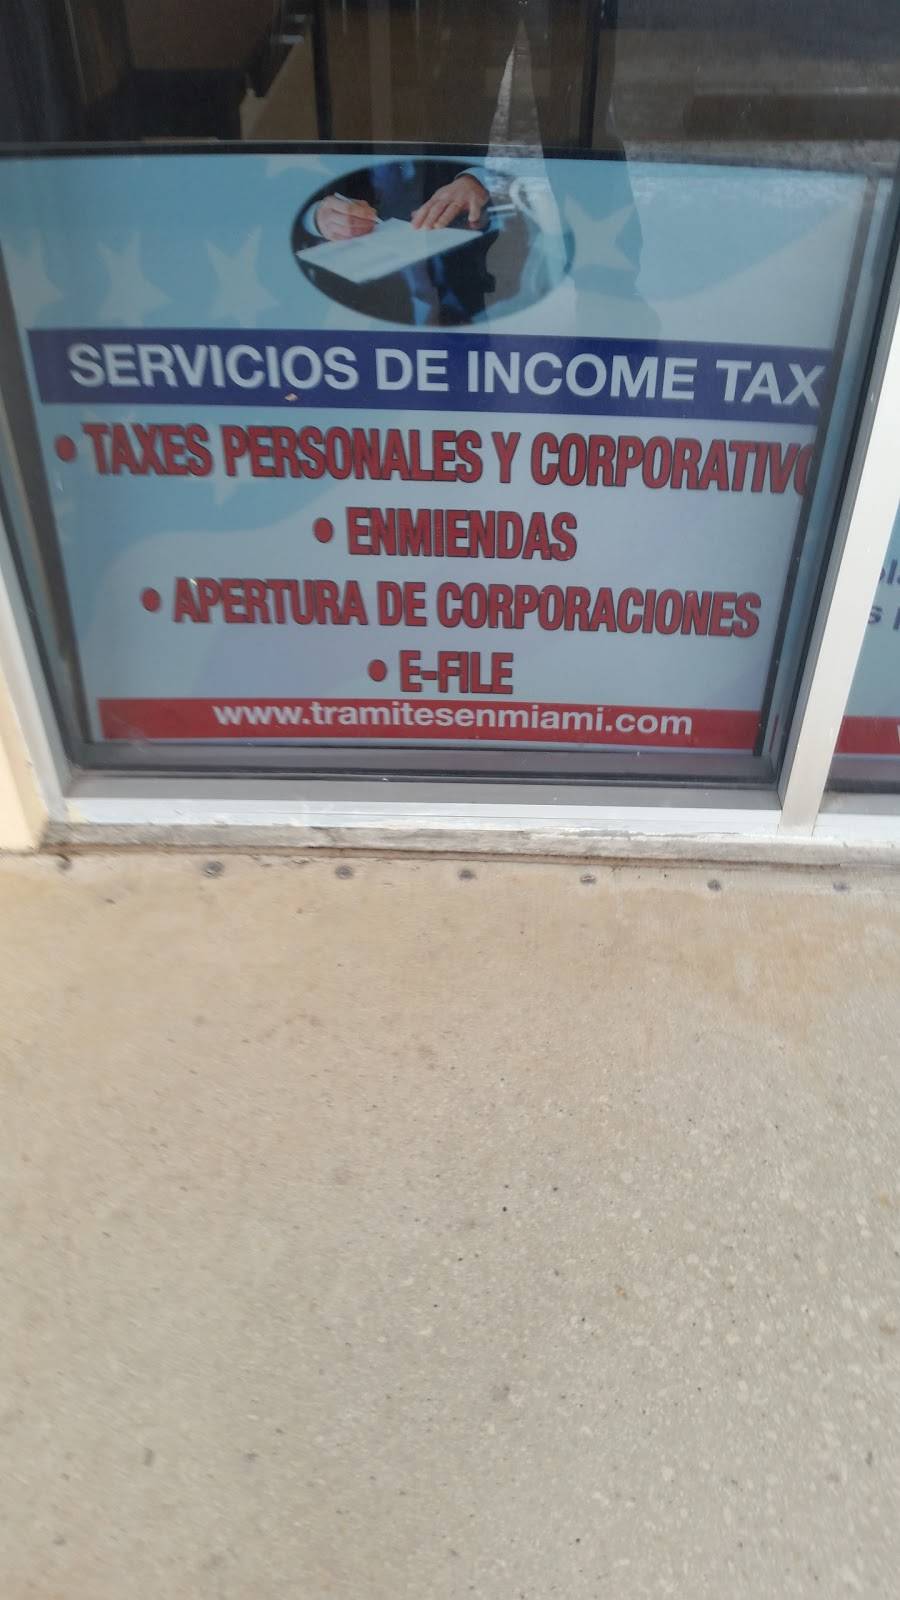 SERVICIOS DE INCOME TAX
• TAXES PERSONALES Y CORPORATIVO
• ENMIENDAS
• APERTURA DE CORPORACIONES
• E-FILE
www.tramitesenmiami.com